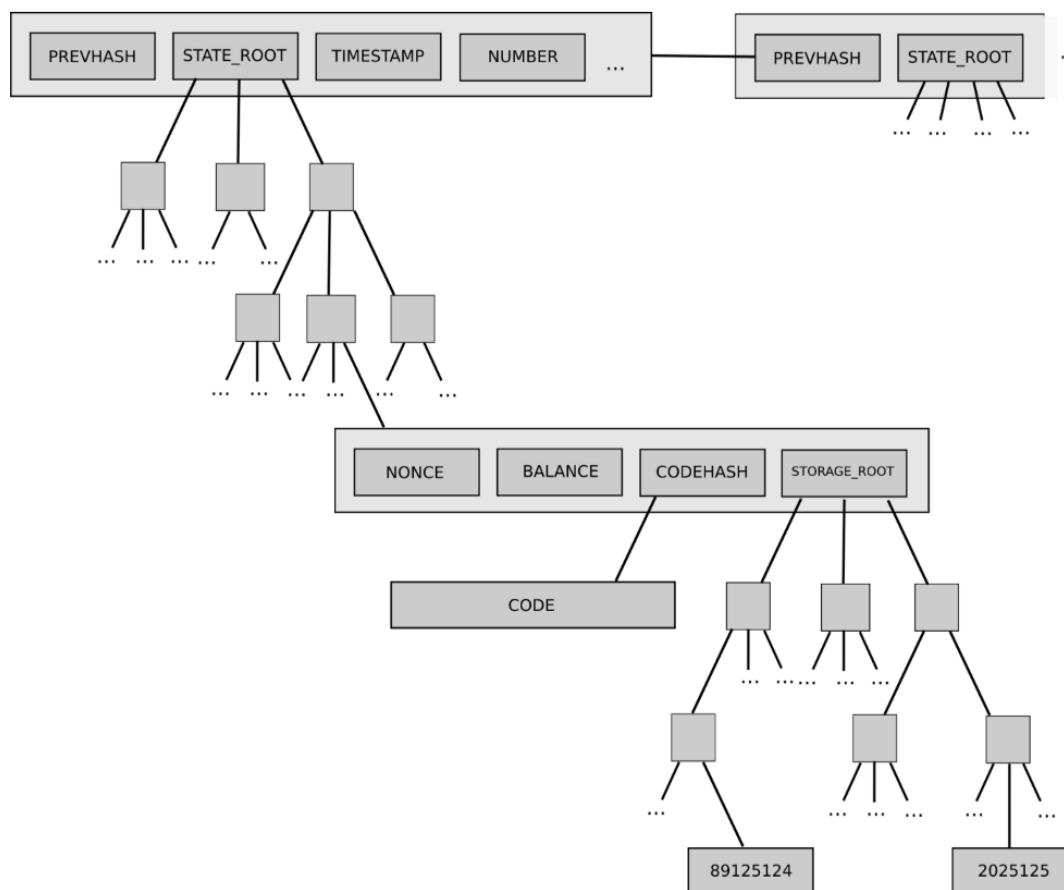 PREVHASH STATE_ROOT TIMESTAMP NUMBER ... PREVHASH STATE_ROOT
... ... ... ...
... ... ... ... ...
... ... ... ... ...
NONCE BALANCE CODEHASH STORAGE_ROOT
CODE
... ... ... ... ...
... ... ... ... ... ...
89125124 2025125